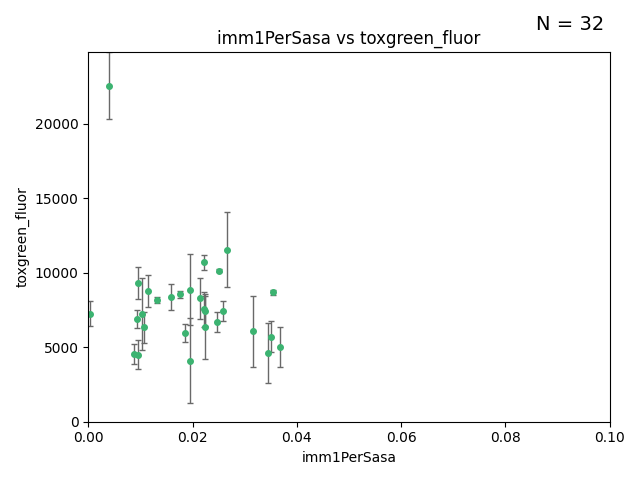 N = 32
imm1PerSasa vs toxgreen_fluor
toxgreen_fluor
20000
15000
10000
5000
0
0.00 0.02 0.04 0.06 0.08 0.10
imm1PerSasa